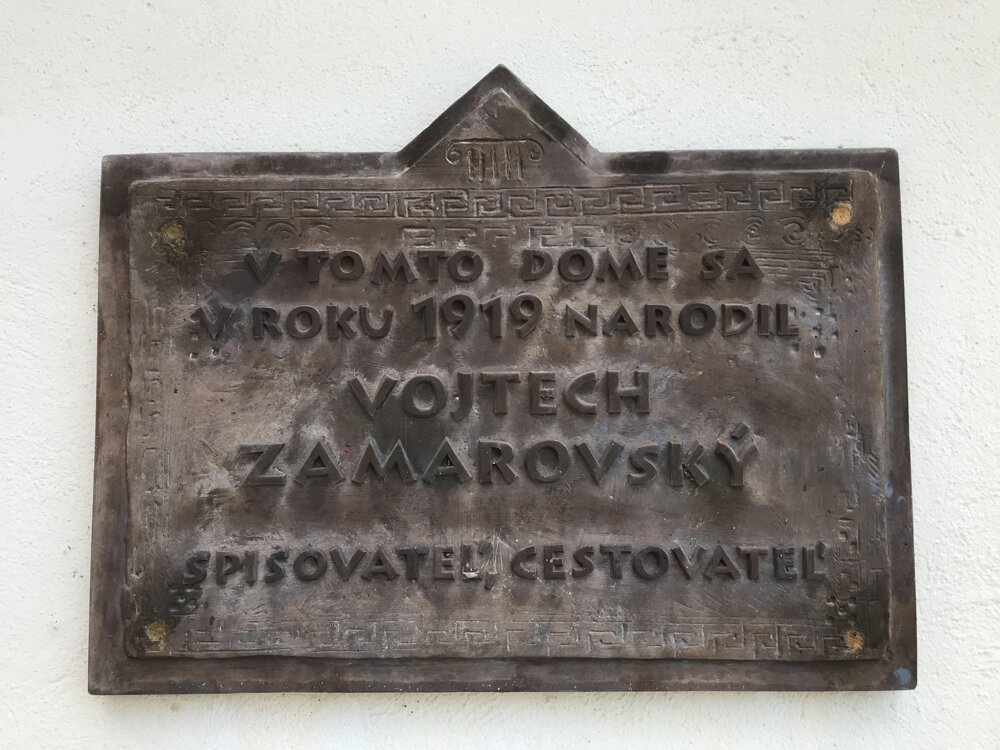 V TOMTO DOME SA
V ROKU 1919 NARODIL
VOJTECH
ZAMAROVSKÝ
SPISOVATEĽ, CESTOVATEĽ